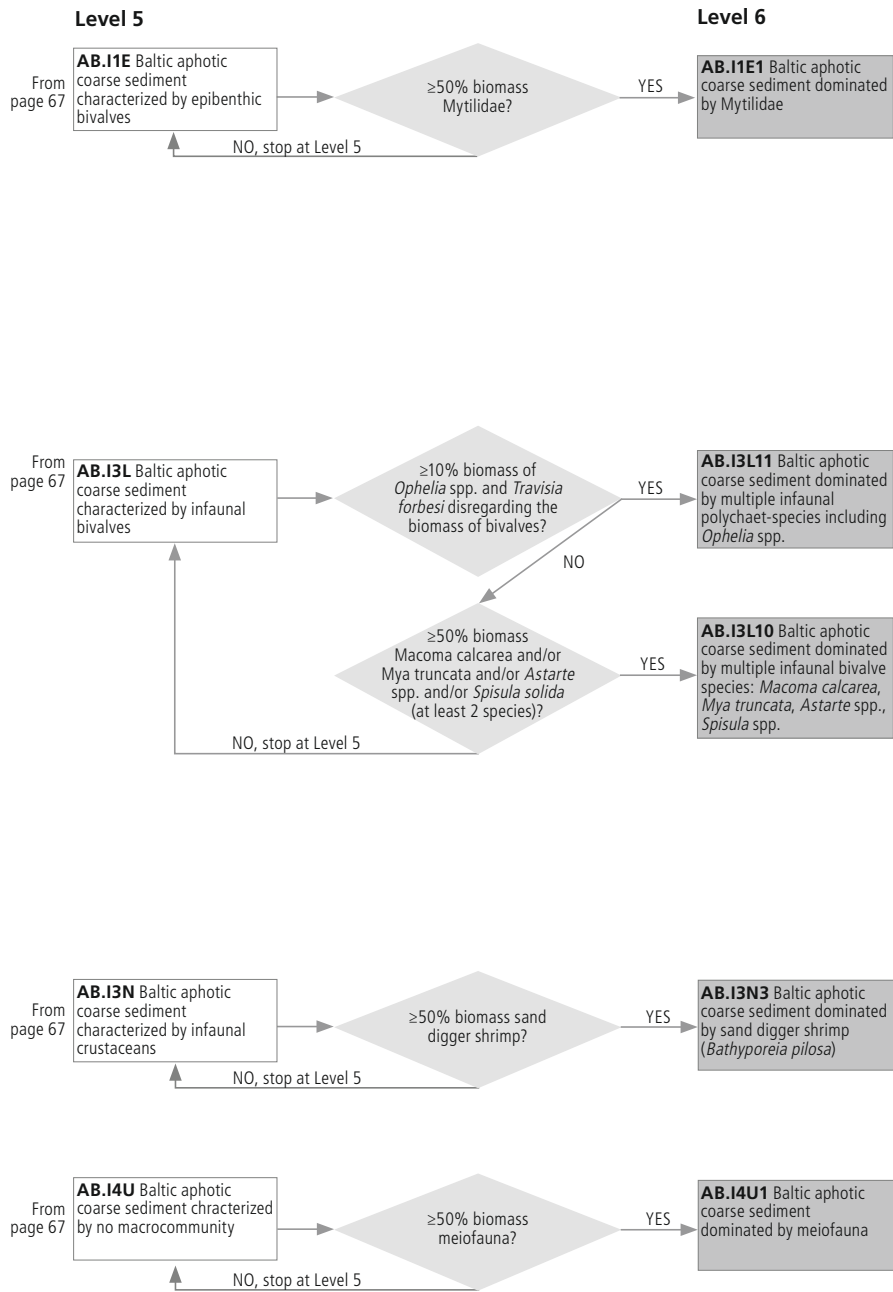 Level 5
Level 6
From
page 67
AB.I1E Baltic aphotic
coarse sediment
characterized by epibenthic
bivalves
≥50% biomass
Mytilidae?
YES
AB.I1E1 Baltic aphotic
coarse sediment dominated
by Mytilidae
NO, stop at Level 5
From
page 67
AB.I3L Baltic aphotic
coarse sediment
characterized by infaunal
bivalves
≥10% biomass of
Ophelia spp. and Travisia
forbesi disregarding the
biomass of bivalves?
YES
AB.I3L11 Baltic aphotic
coarse sediment dominated
by multiple infaunal
polychaet-species including
Ophelia spp.
NO
≥50% biomass
Macoma calcarea and/or
Mya truncata and/or Astarte
spp. and/or Spisula solida
(at least 2 species)?
YES
AB.I3L10 Baltic aphotic
coarse sediment dominated
by multiple infaunal bivalve
species: Macoma calcarea,
Mya truncata, Astarte spp.,
Spisula spp.
NO, stop at Level 5
From
page 67
AB.I3N Baltic aphotic
coarse sediment
characterized by infaunal
crustaceans
≥50% biomass sand
digger shrimp?
YES
AB.I3N3 Baltic aphotic
coarse sediment dominated
by sand digger shrimp
(Bathyporeia pilosa)
NO, stop at Level 5
From
page 67
AB.I4U Baltic aphotic
coarse sediment chracterized
by no macrocommunity
≥50% biomass
meiofauna?
YES
AB.I4U1 Baltic aphotic
coarse sediment
dominated by meiofauna
NO, stop at Level 5